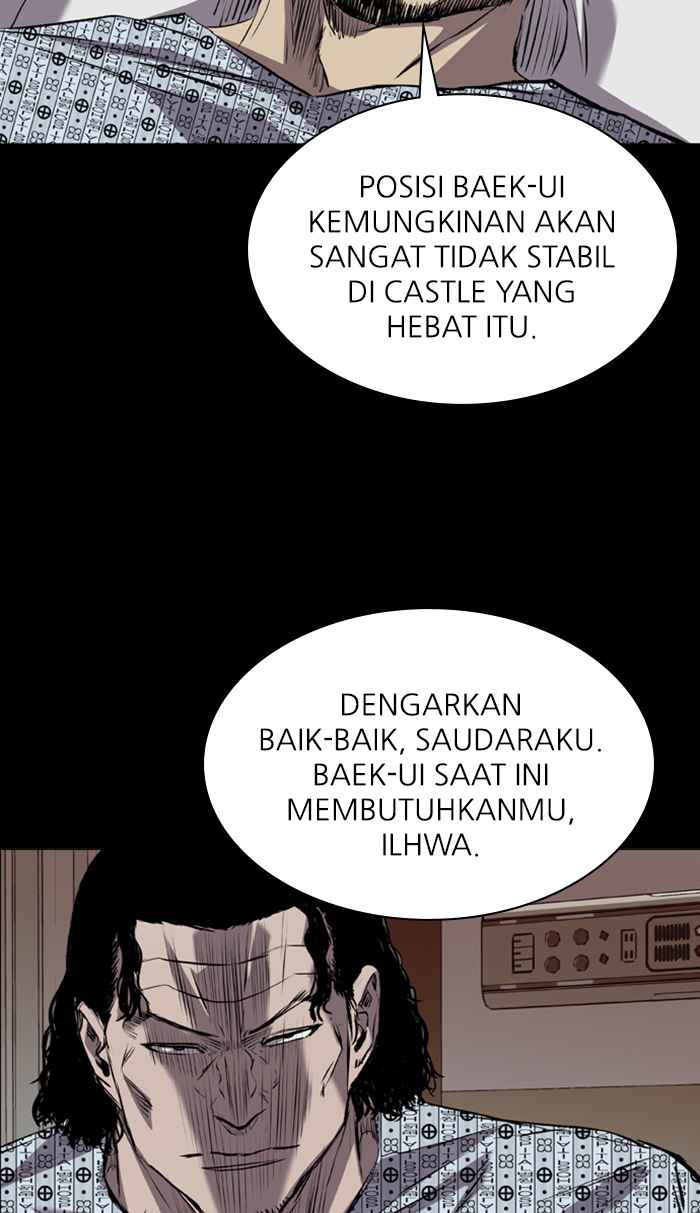 POSISI BAEK-UI
KEMUNGKINAN AKAN
SANGAT TIDAK STABIL
DI CASTLE YANG
HEBAT ITU.
DENGARKAN
BAIK-BAIK, SAUDARAKU.
BAEK-UI SAAT INI
MEMBUTUHKANMU,
ILHWA.